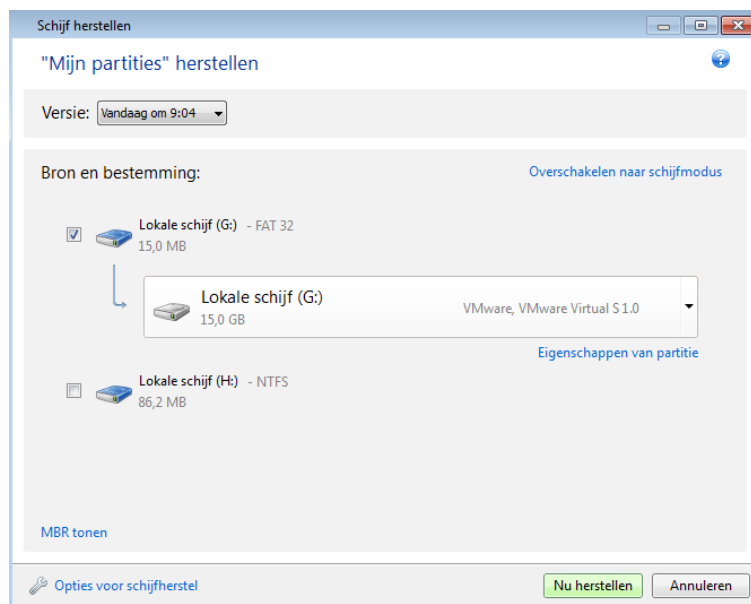 Schijf herstellen
"Mijn partities" herstellen
Versie: Vandaag om 9:04
Bron en bestemming: Overschakelen naar schijfmodus
Lokale schijf (G:) - FAT 32
15,0 MB
Lokale schijf (G:)
15,0 GB
VMware, VMware Virtual S 1.0
Eigenschappen van partitie
Lokale schijf (H:) - NTFS
86,2 MB
MBR tonen
Opties voor schijfherstel Nu herstellen Annuleren